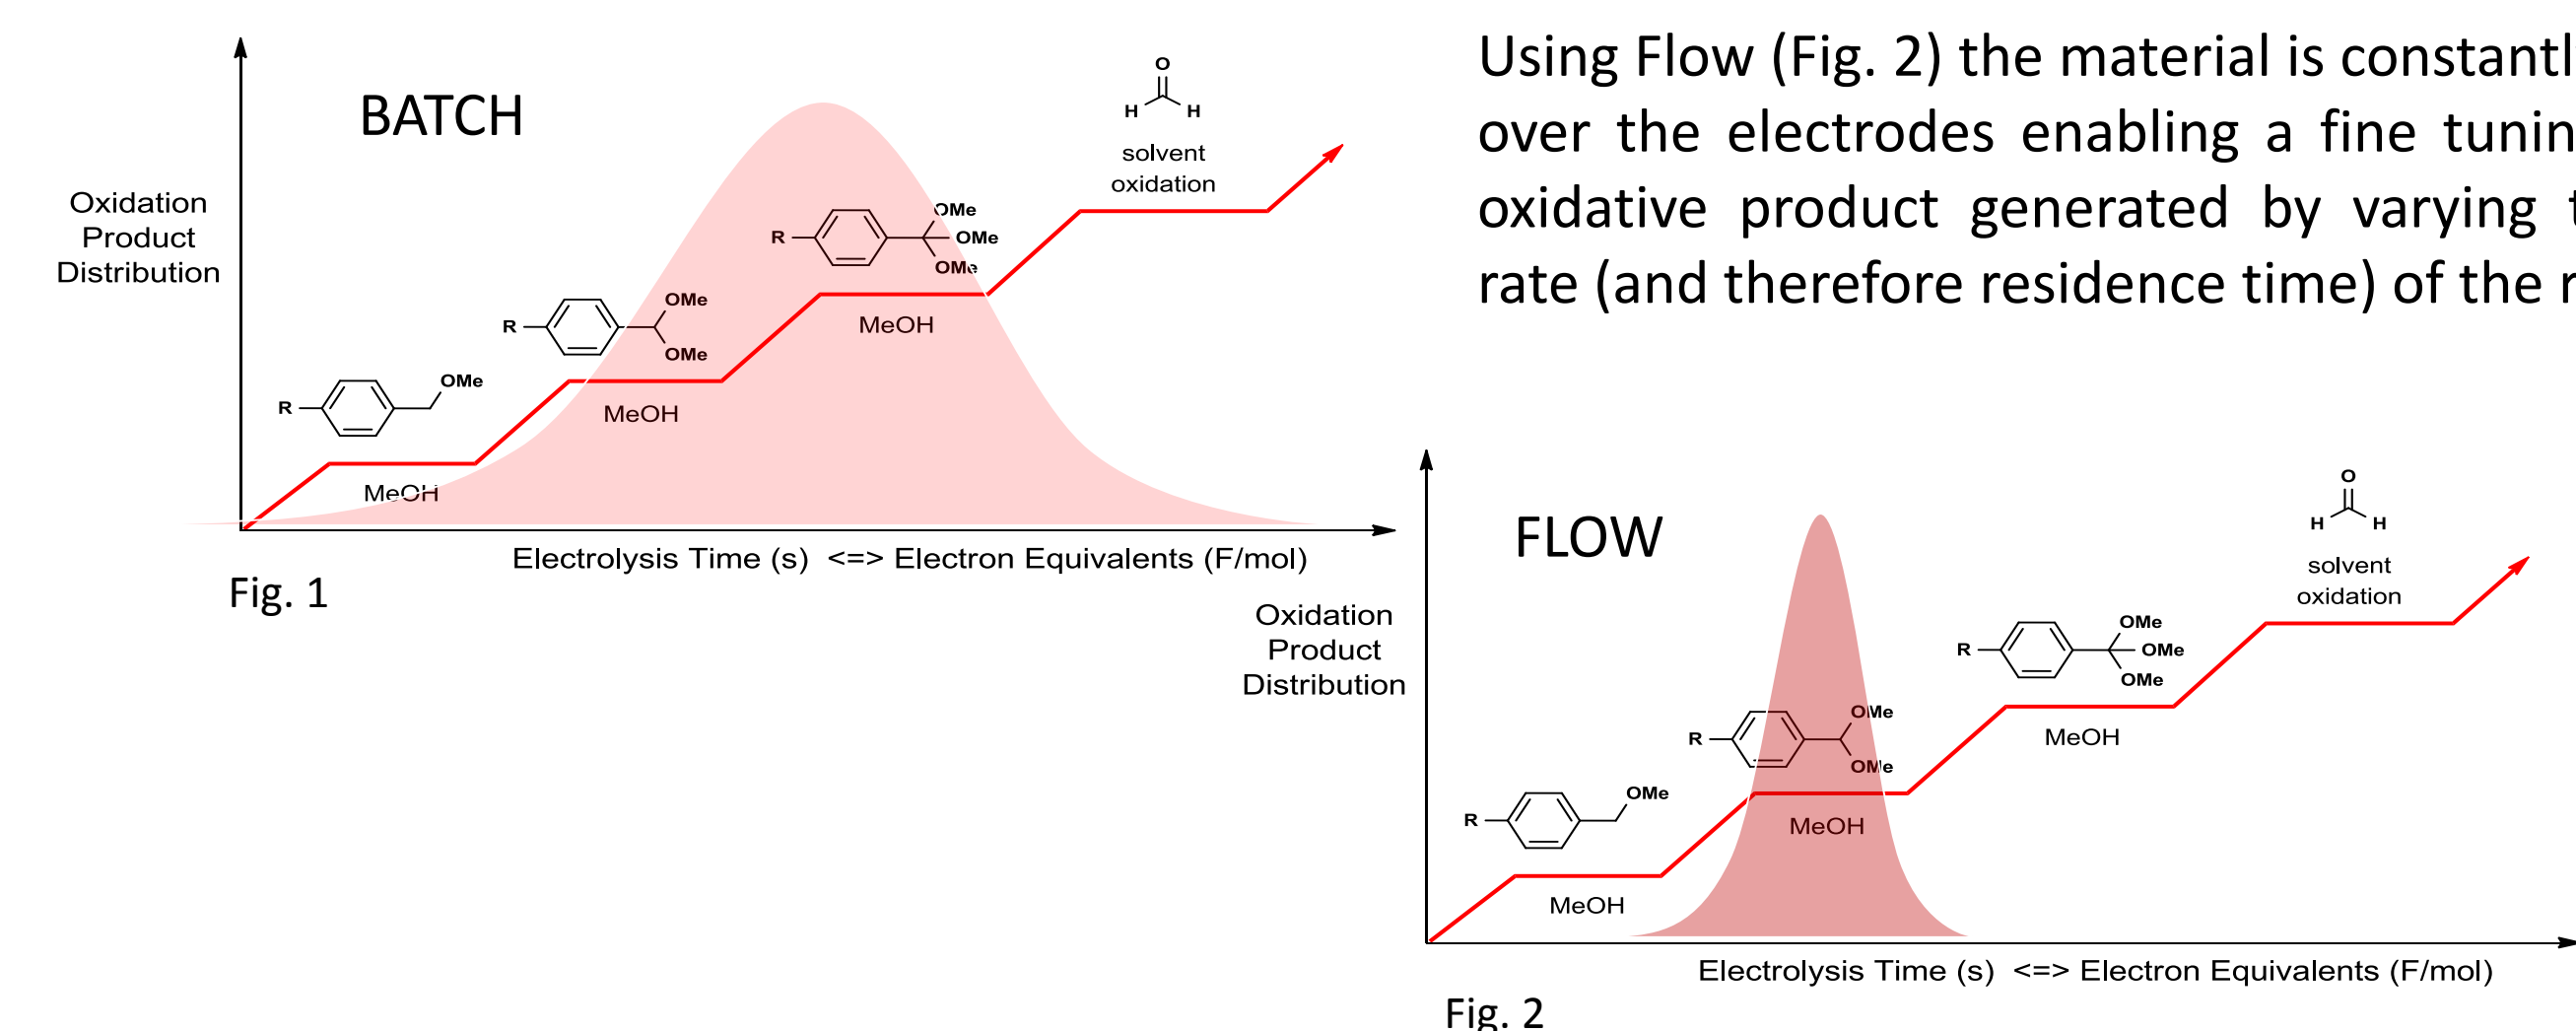 BATCH
Oxidation
Product
Distribution
R
OMe
MeOH
R
OMe
OMe
MeOH
R
OMe
OMe
OMe
MeOH
O
H H
solvent
oxidation
Electrolysis Time (s) <=> Electron Equivalents (F/mol)
Fig. 1
Using Flow (Fig. 2) the material is
over the electrodes enabling a fine
oxidative product generated by varying
rate (and therefore residence time) of the
FLOW
Oxidation
Product
Distribution
R
OMe
MeOH
R
OMe
OMe
MeOH
R
OMe
OMe
OMe
MeOH
O
H H
solvent
oxidation
Electrolysis Time (s) <=> Electron Equivalents (F/mol)
Fig. 2